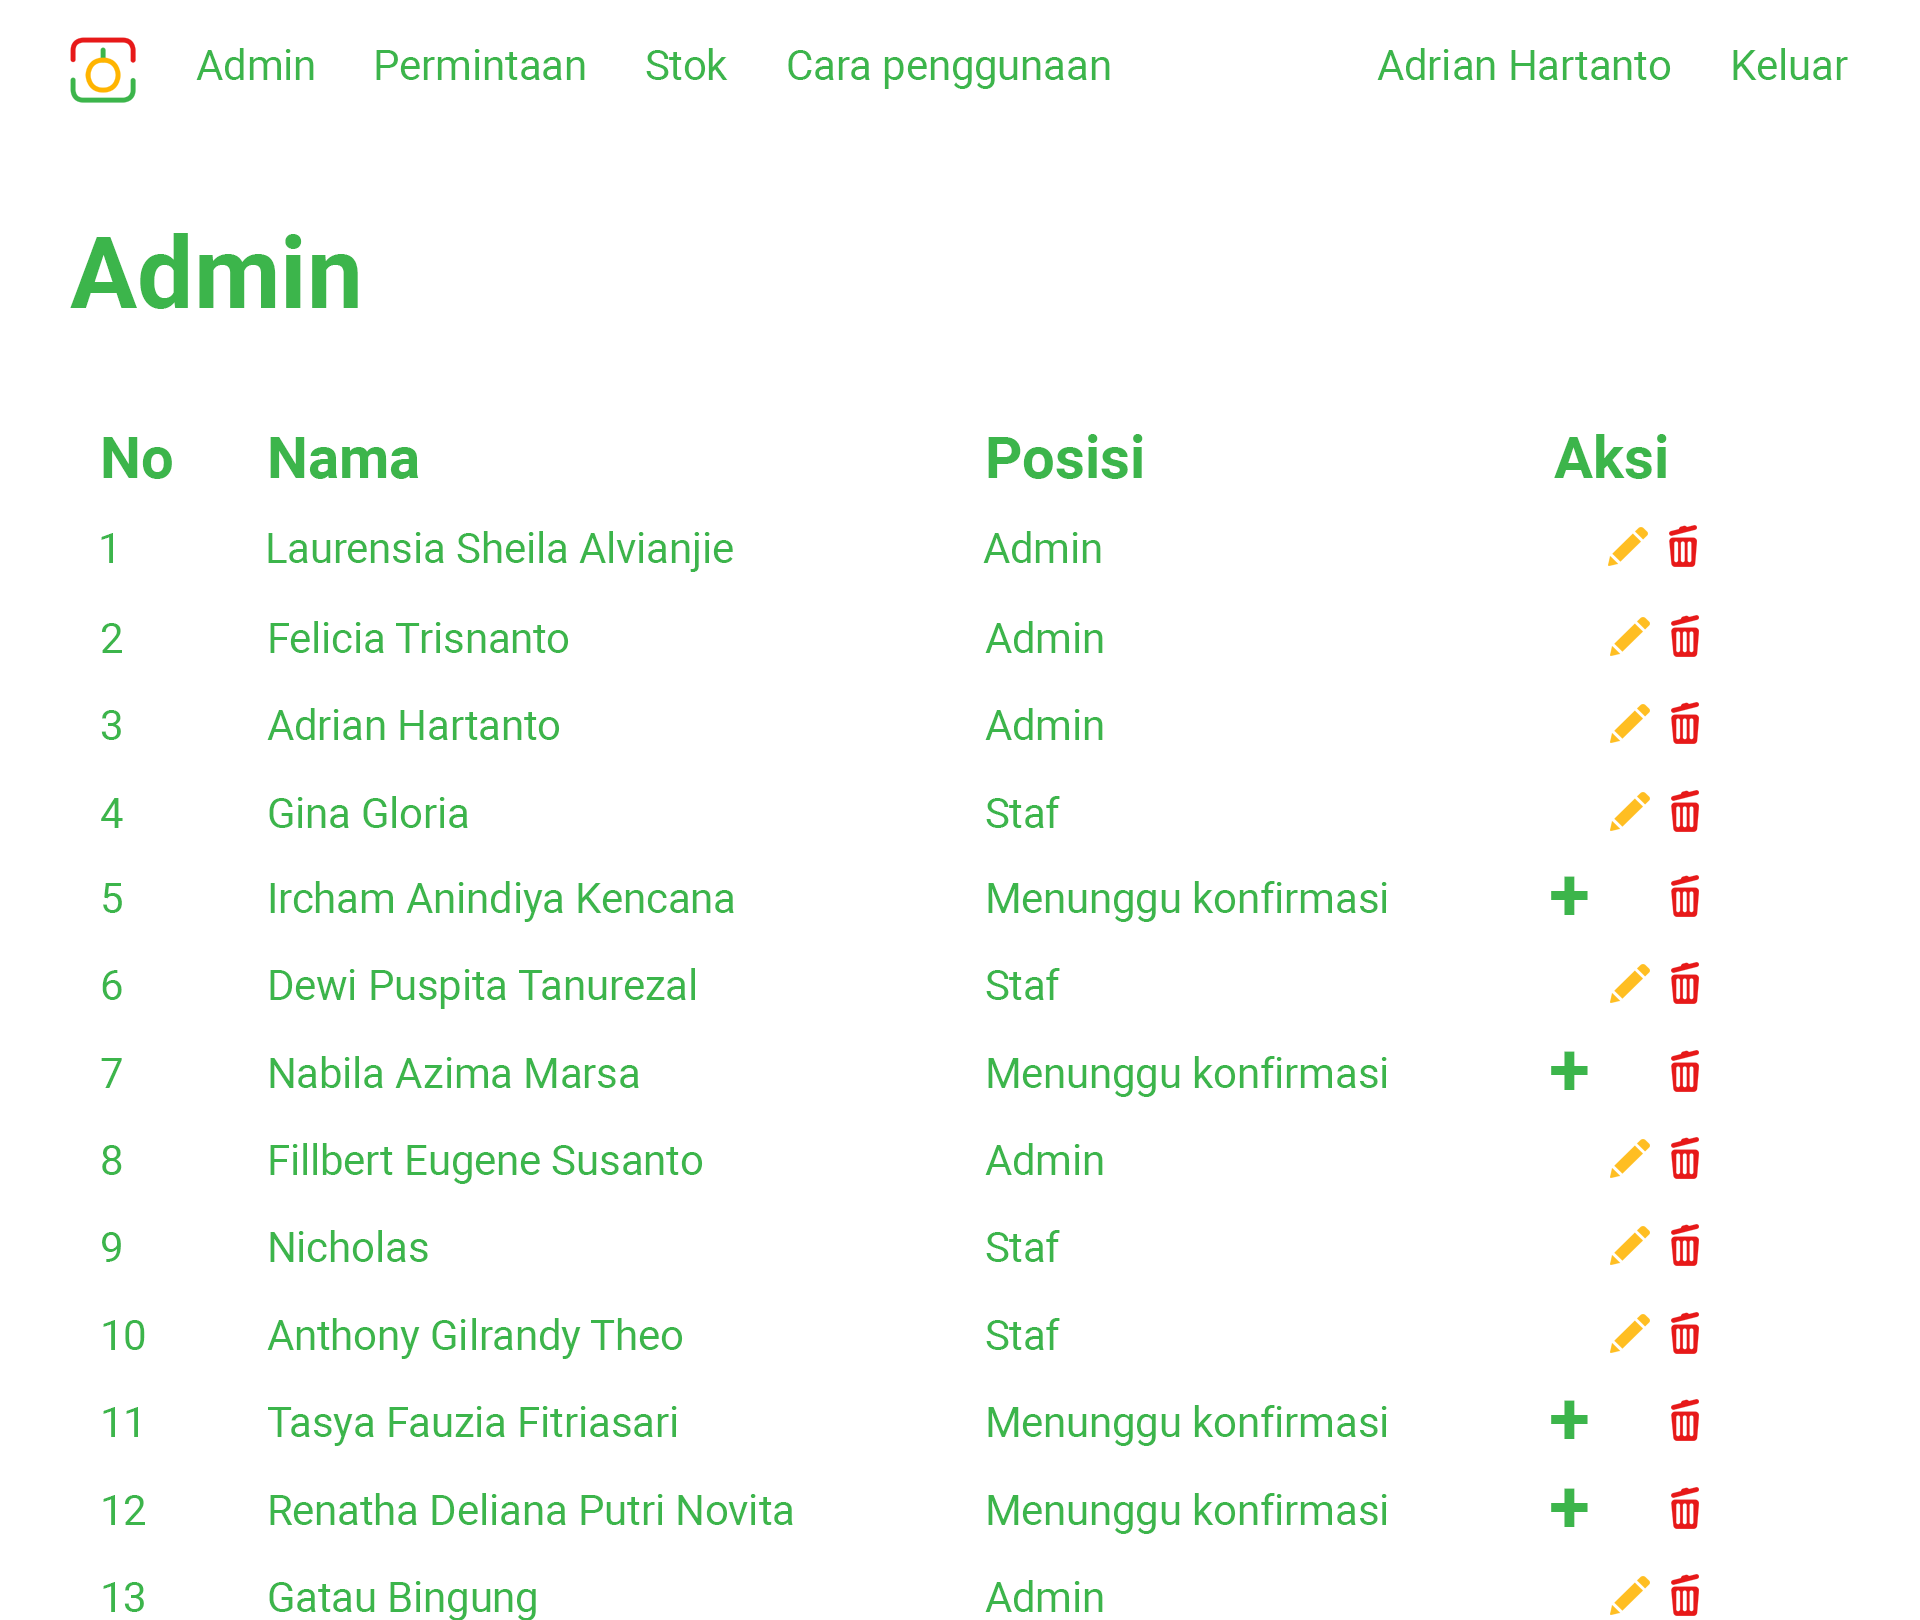 Admin Permintaan Stok Cara penggunaan Adrian Hartanto Keluar
Admin
No Nama Posisi Aksi
1 Laurensia Sheila Alvianjie Admin
2 Felicia Trisnanto Admin
3 Adrian Hartanto Admin
4 Gina Gloria Staf
5 Ircham Anindiya Kencana Menunggu konfirmasi
6 Dewi Puspita Tanurezal Staf
7 Nabila Azima Marsa Menunggu konfirmasi
8 Fillbert Eugene Susanto Admin
9 Nicholas Staf
10 Anthony Gilrandy Theo Staf
11 Tasya Fauzia Fitriasari Menunggu konfirmasi
12 Renatha Deliana Putri Novita Menunggu konfirmasi
13 Gatau Bingung Admin